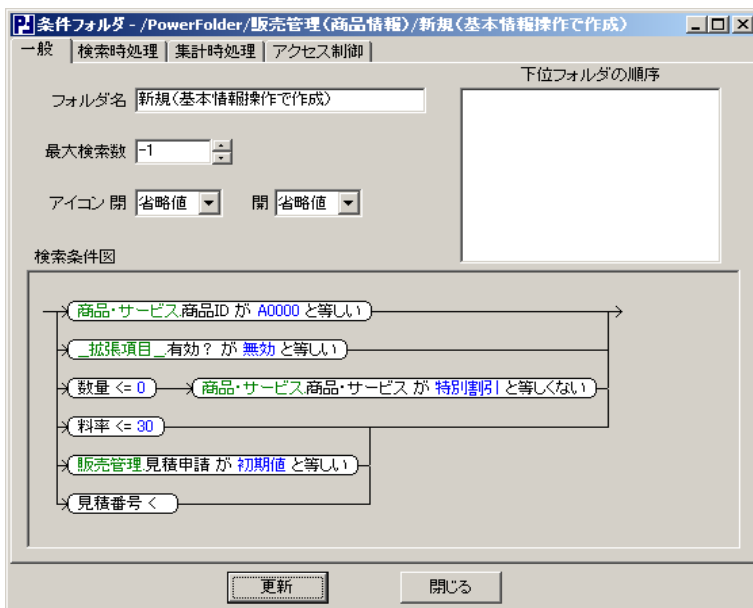 条件フォルダ - /PowerFolder/販売管理(商品情報)/新規(基本情報操作で作成)
一般 検索時処理 集計時処理 アクセス制御
下位フォルダの順序
フォルダ名 新規(基本情報操作で作成)
最大検索数 -1
アイコン 閉 省略値 開 省略値
検索条件図
商品・サービス.商品ID が A0000 と等しい
_拡張項目_.有効? が 無効 と等しい
数量 <= 0 商品・サービス.商品・サービス が 特別割引 と等しくない
料率 <= 30
販売管理.見積申請 が 初期値 と等しい
見積番号 <
更新 閉じる